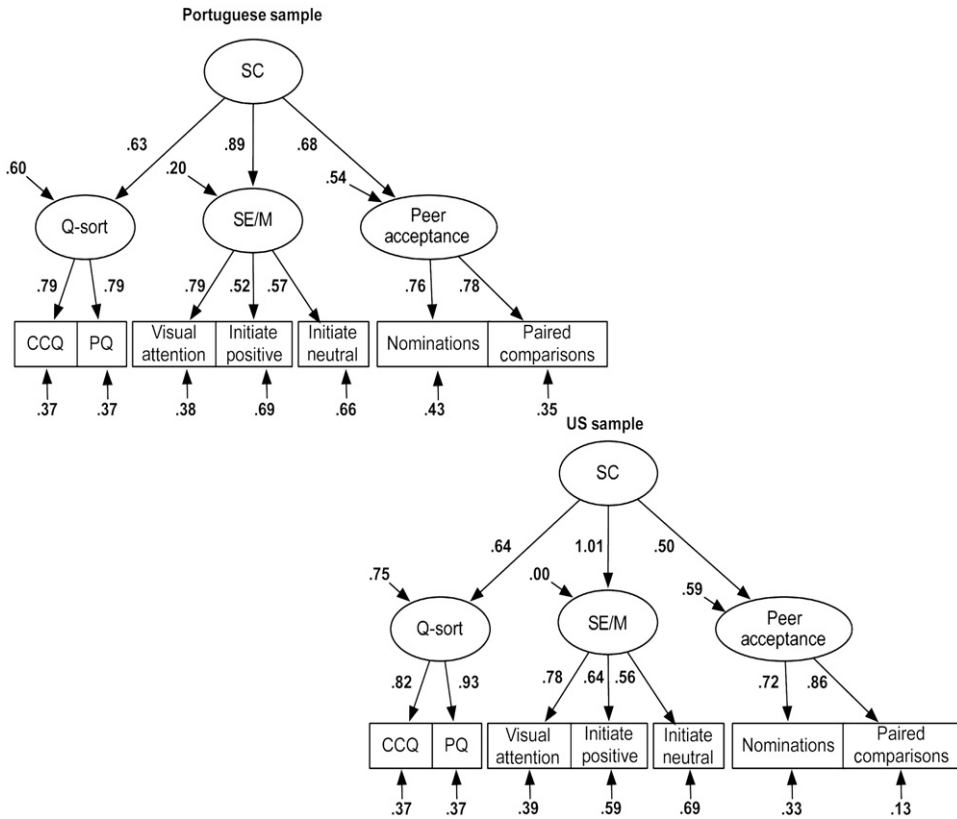 Portuguese sample
SC
.63 .89 .68
.60 .20 .54
Q-sort SE/M Peer
acceptance
.79 .79 .79 .52 .57 .76 .78
CCQ PQ Visual
attention Initiate
positive Initiate
neutral Nominations Paired
comparisons
.37 .37 .38 .69 .66 .43 .35
US sample
SC
.64 1.01 .50
.75 .00 .59
Q-sort SE/M Peer
acceptance
.82 .93 .78 .64 .56 .72 .86
CCQ PQ Visual
attention Initiate
positive Initiate
neutral Nominations Paired
comparisons
.37 .37 .39 .59 .69 .33 .13